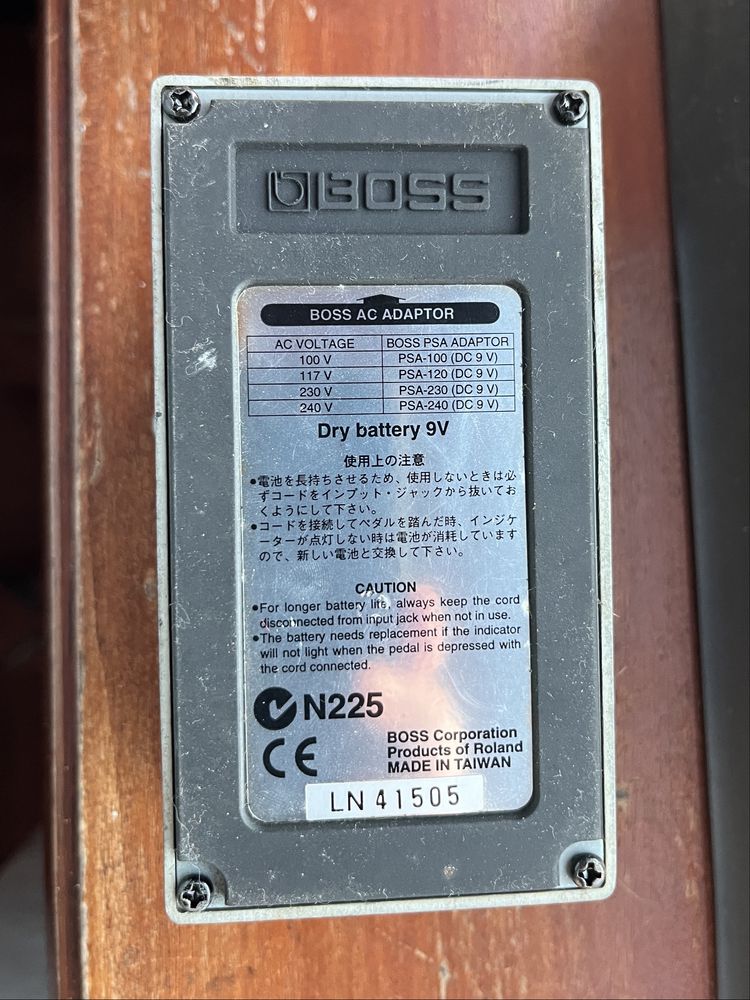 BOSS
BOSS AC ADAPTOR
AC VOLTAGE BOSS PSA ADAPTOR
100 V PSA-100 (DC 9 V)
117 V PSA-120 (DC 9 V)
230 V PSA-230 (DC 9 V)
240 V PSA-240 (DC 9 V)
Dry battery 9V
使用上の注意
●電池を長持ちさせるため、使用しないときは必
ずコードをインプット・ジャックから抜いてお
くようにして下さい。
●コードを接続してペダルを踏んだ時、インジケ
ーターが点灯しない時は電池が消耗しています
ので、新しい電池と交換して下さい。
CAUTION
●For longer battery life, always keep the cord
disconnected from input jack when not in use.
●The battery needs replacement if the indicator
will not light when the pedal is depressed with
the cord connected.
N225
CE
BOSS Corporation
Products of Roland
MADE IN TAIWAN
LN 41505